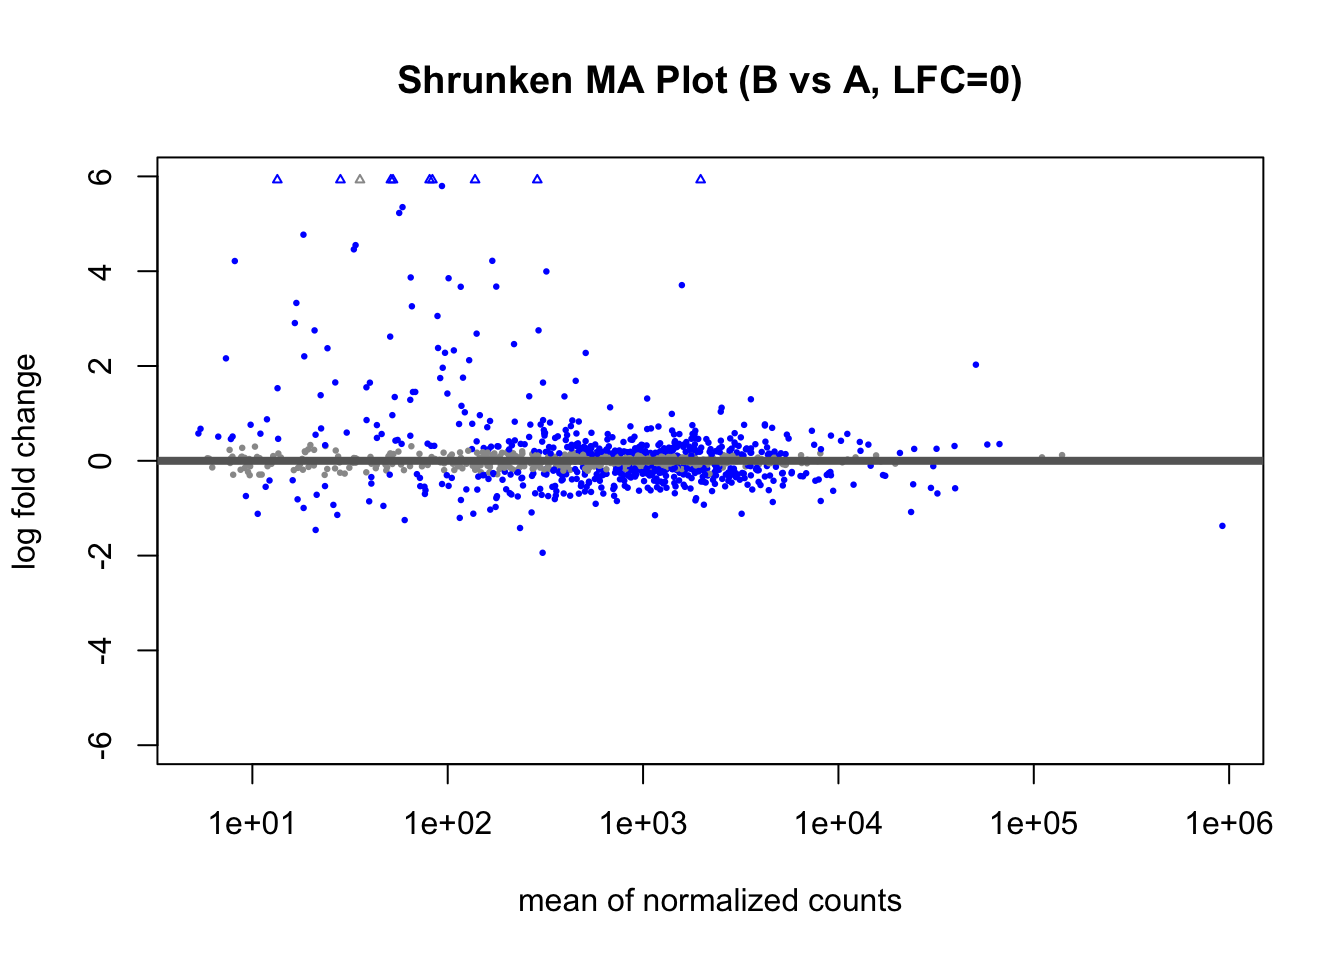 Shrunken MA Plot (B vs A, LFC=0)
6
4
2
0
-2
-4
-6
log fold change
1e+01 1e+02 1e+03 1e+04 1e+05 1e+06
mean of normalized counts